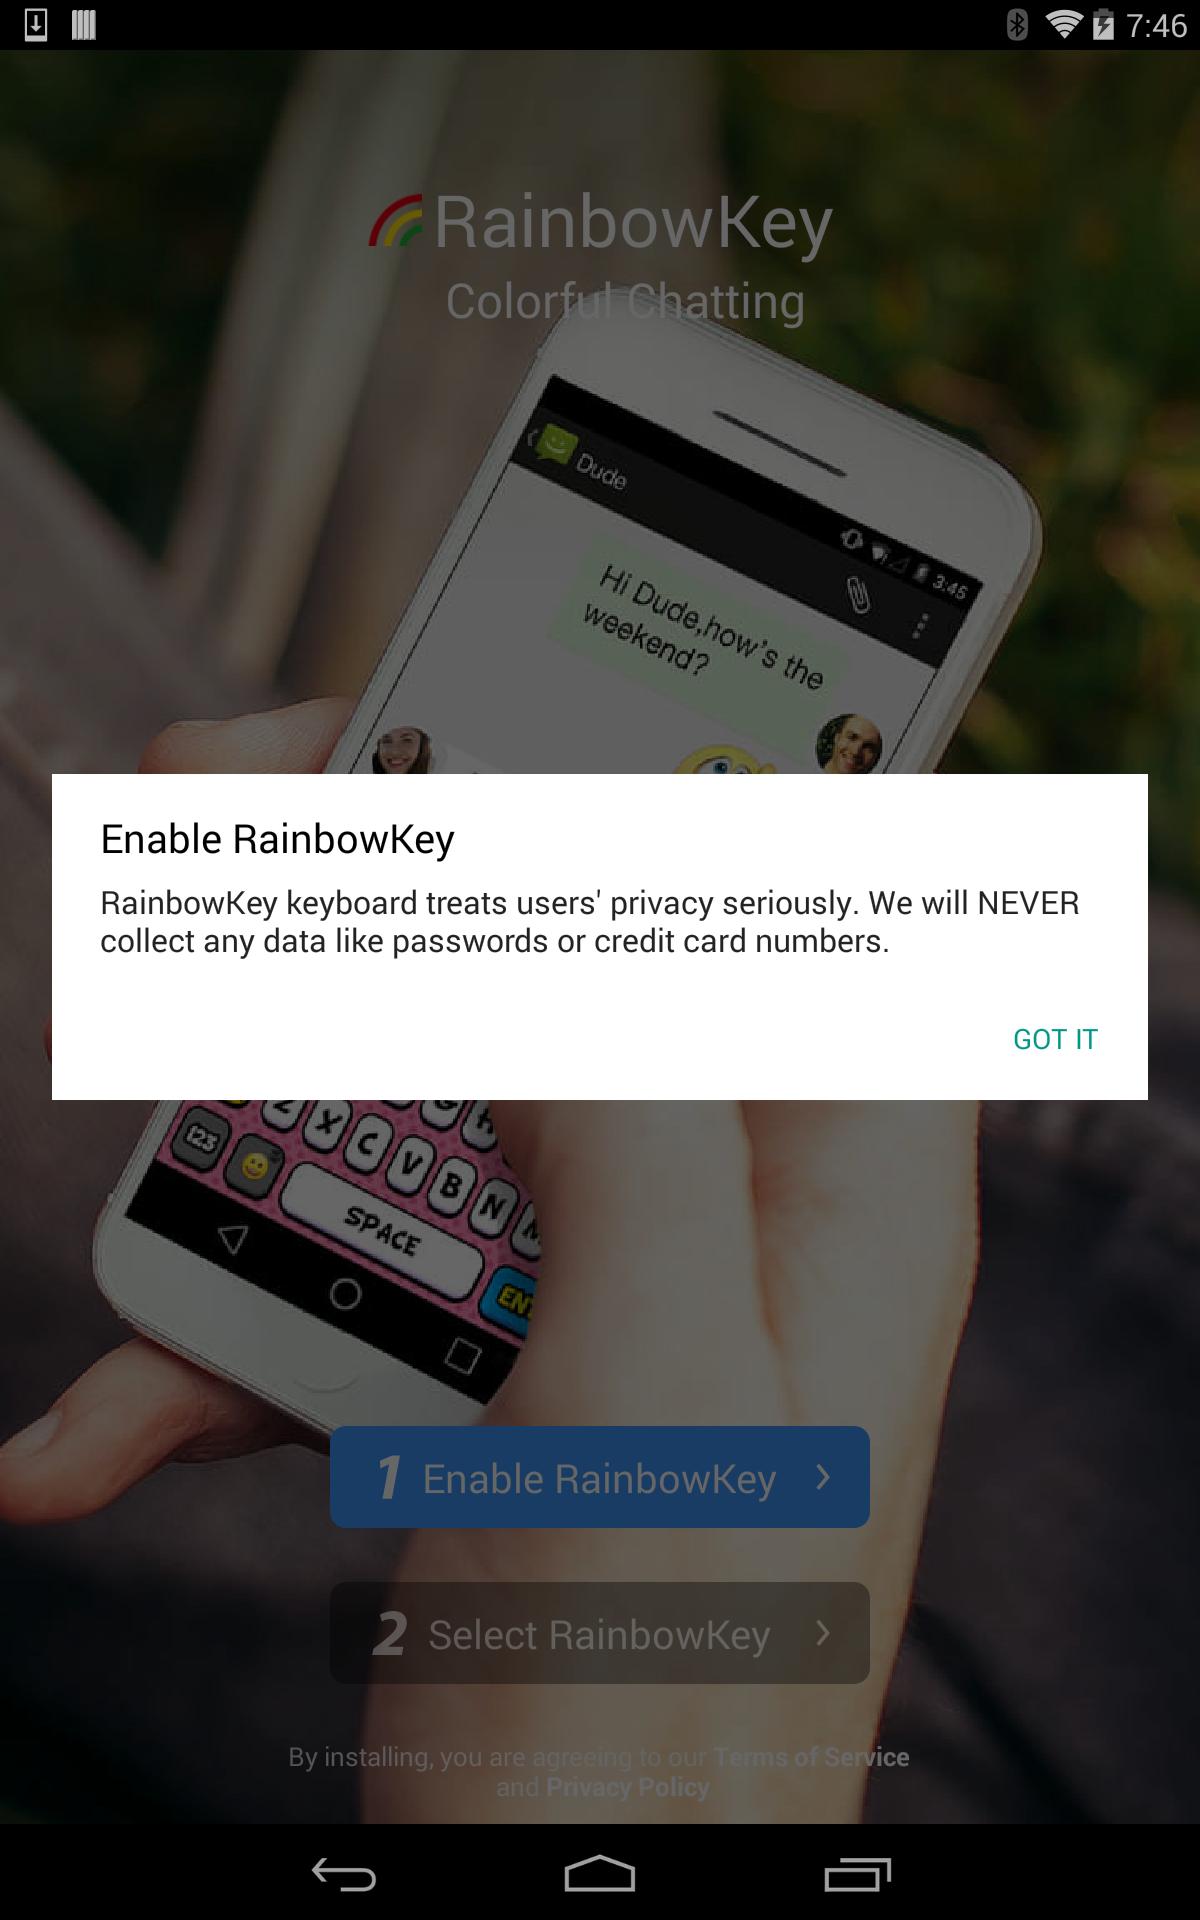 7:46
RainbowKey
Colorful Chatting
Dude
3:45
Hi Dude,how's the
weekend?
Enable RainbowKey
RainbowKey keyboard treats users' privacy seriously. We will NEVER
collect any data like passwords or credit card numbers.
GOT IT
G H
Z X C V B N M
123
SPACE
1 Enable RainbowKey
2 Select RainbowKey
By installing, you are agreeing to our Terms of Service
and Privacy Policy